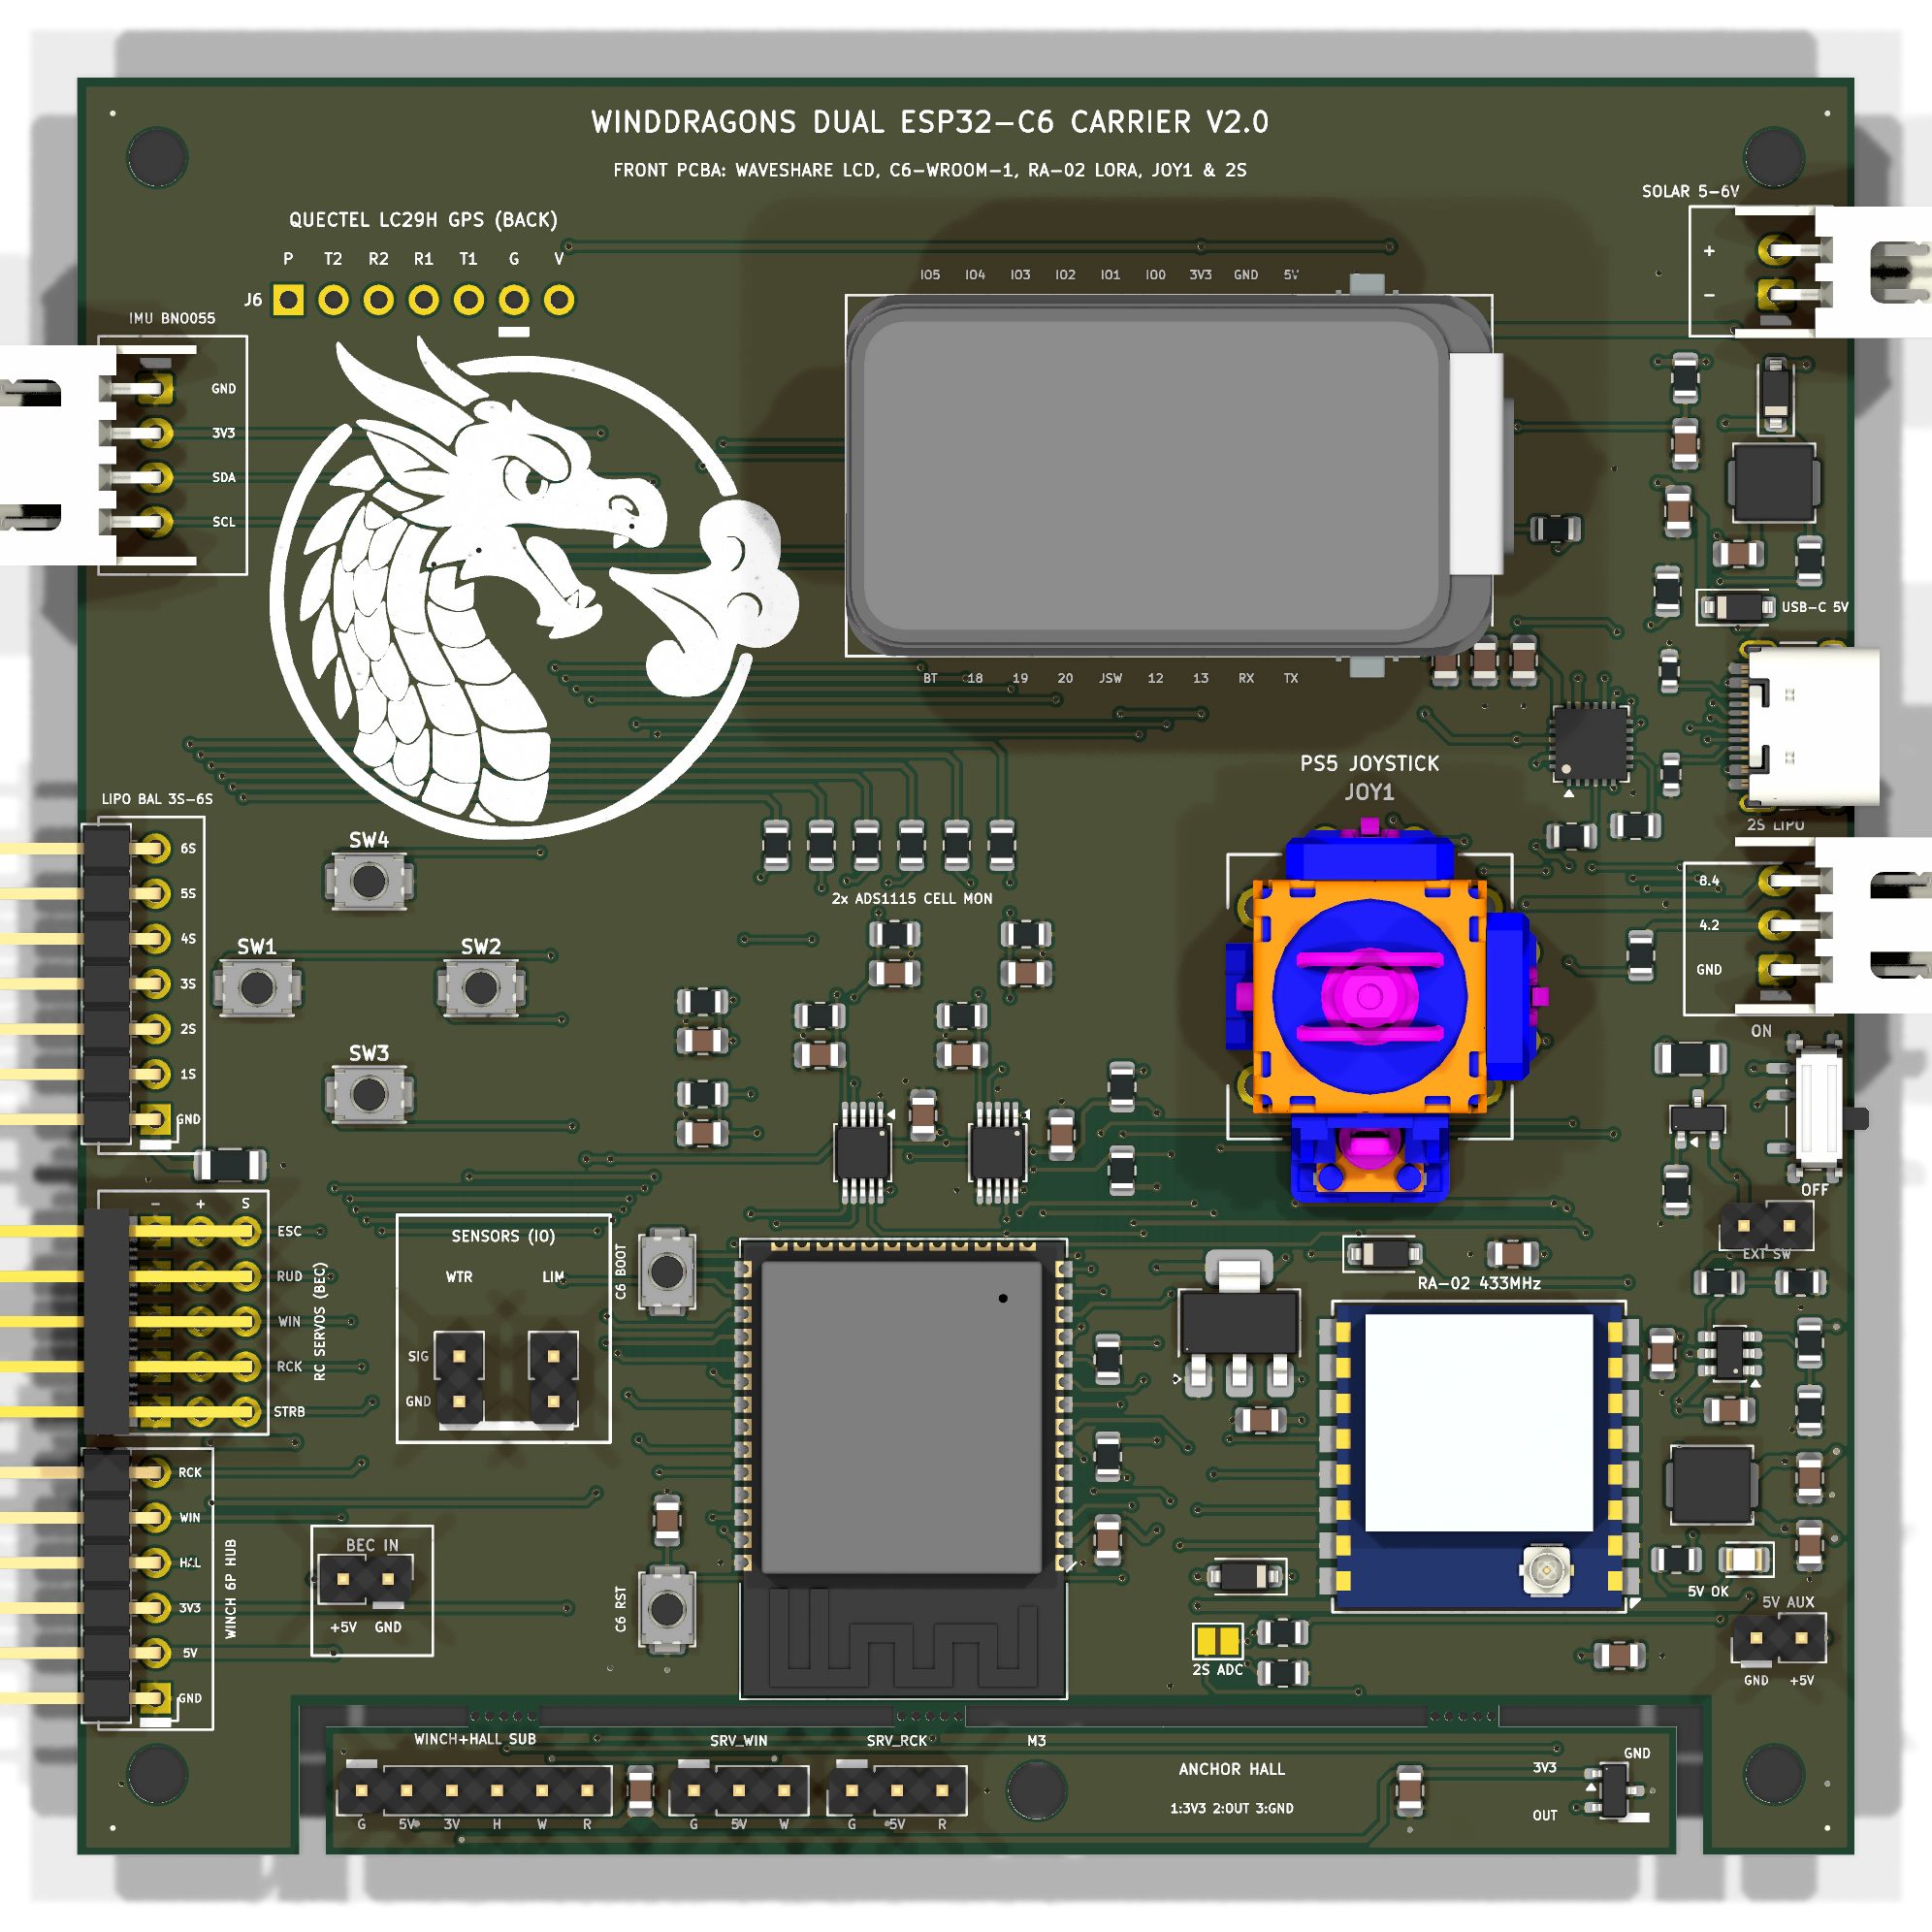 WINDDRAGONS DUAL ESP32-C6 CARRIER V2.0
FRONT PCBA: WAVESHARE LCD, C6-WROOM-1, RA-02 LORA, JOY1 & 2S
SOLAR 5-6V
+
-
QUECTEL LC29H GPS (BACK)
P T2 R2 R1 T1 G V
J6
IO5 IO4 IO3 IO2 IO1 IO0 3V3 GND 5V
IMU BNO055
GND
3V3
SDA
SCL
USB-C 5V
BT 18 19 20 JSW 12 13 RX TX
PS5 JOYSTICK
JOY1
LIPO BAL 3S-6S
6S
5S
4S
3S
2S
1S
GND
SW4
SW1
SW2
SW3
2x ADS1115 CELL MON
2S LIPO
8.4
4.2
GND
ON
OFF
EXT SW
- + S
ESC
RUD
WIN
RCK
STRB
RC SERVOS (BEC)
SENSORS (IO)
WTR LIM
SIG
GND
C6 BOOT
RA-02 433MHz
RCK
WIN
3V3
5V
GND
WINCH 6P HUB
BEC IN
+5V GND
C6 RST
2S ADC
5V OK
5V AUX
GND +5V
WINCH+HALL SUB
G 5V 3V H W R
SRV_WIN
G 5V W
SRV_RCK
G 5V R
M3
ANCHOR HALL
1:3V3 2:OUT 3:GND
3V3
GND
OUT